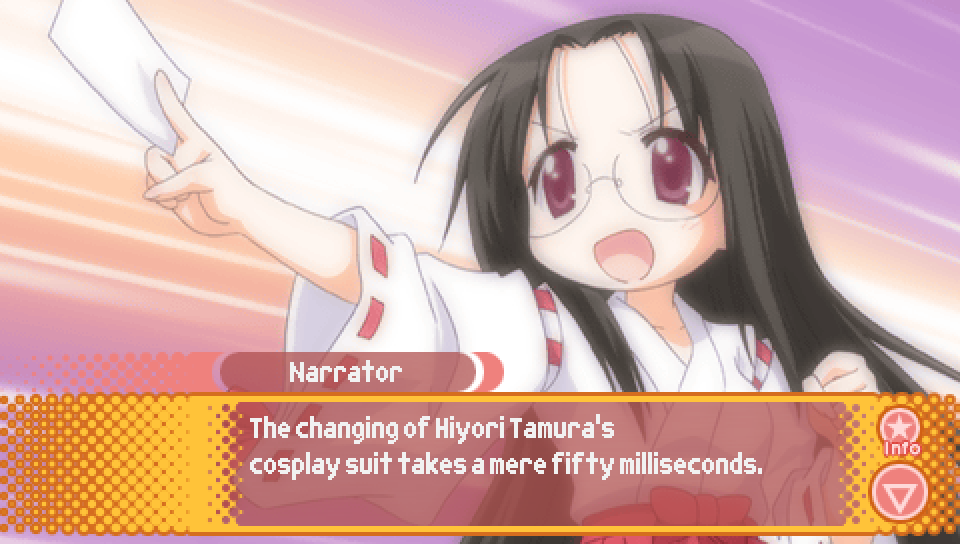 Narrator
The changing of Hiyori Tamura's
cosplay suit takes a mere fifty milliseconds.
Info